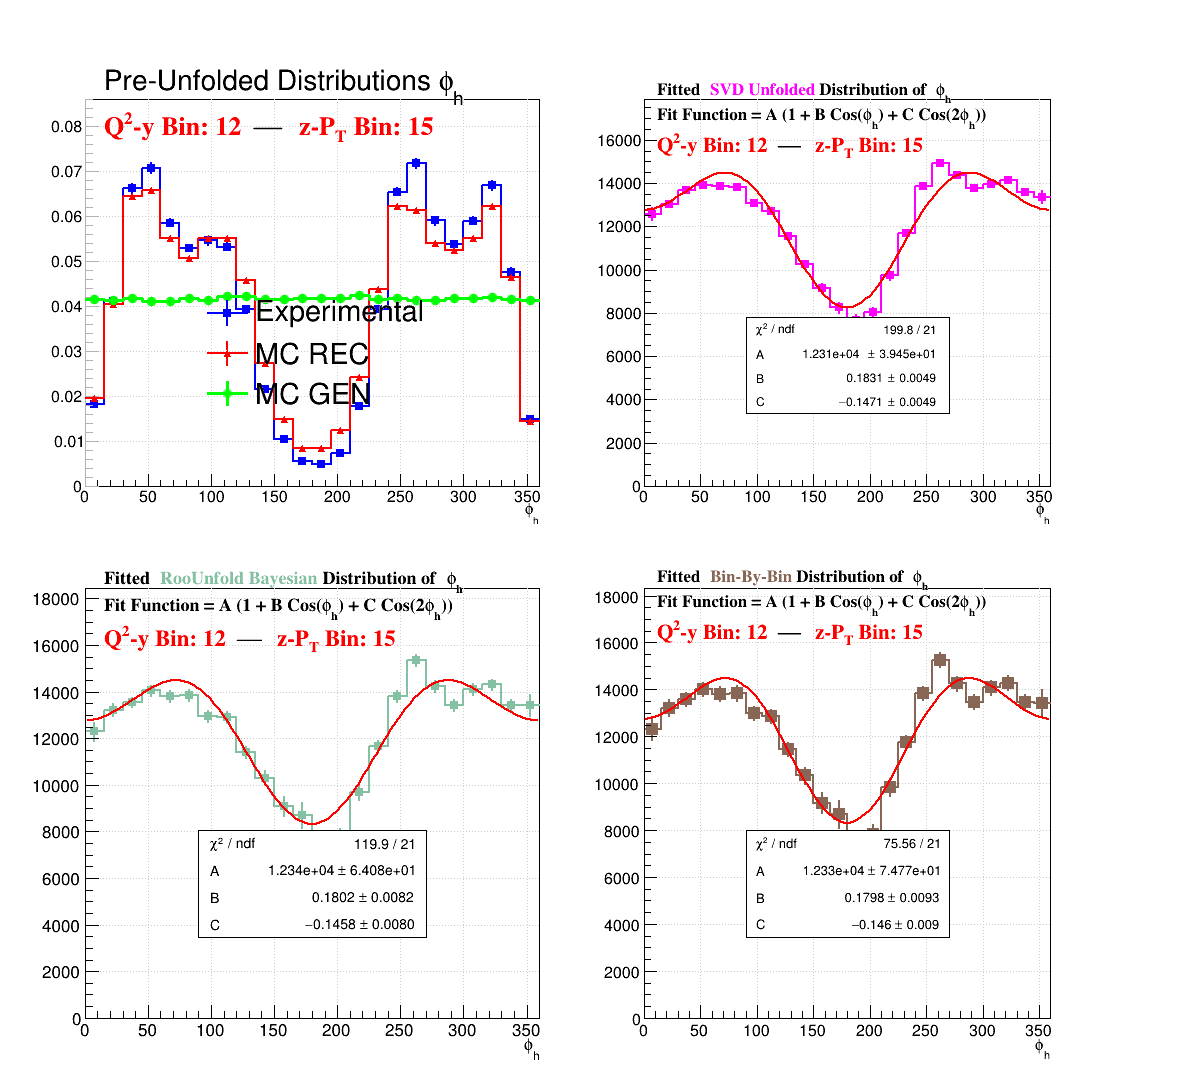 Pre-Unfolded Distributions ϕh
Q²-y Bin: 12 — z-PT Bin: 15
0.08
0.07
0.06
0.05
0.04
0.03
0.02
0.01
0
Experimental
MC REC
MC GEN
0 50 100 150 200 250 300 350
ϕh
Fitted SVD Unfolded Distribution of ϕh
Fit Function = A (1 + B Cos(ϕh) + C Cos(2ϕh))
Q²-y Bin: 12 — z-PT Bin: 15
16000
14000
12000
10000
8000
6000
4000
2000
0
χ² / ndf 199.8 / 21
A 1.231e+04 ± 3.945e+01
B 0.1831 ± 0.0049
C −0.1471 ± 0.0049
0 50 100 150 200 250 300 350
ϕh
Fitted RooUnfold Bayesian Distribution of ϕh
Fit Function = A (1 + B Cos(ϕh) + C Cos(2ϕh))
Q²-y Bin: 12 — z-PT Bin: 15
18000
16000
14000
12000
10000
8000
6000
4000
2000
0
χ² / ndf 119.9 / 21
A 1.234e+04 ± 6.408e+01
B 0.1802 ± 0.0082
C −0.1458 ± 0.0080
0 50 100 150 200 250 300 350
ϕh
Fitted Bin-By-Bin Distribution of ϕh
Fit Function = A (1 + B Cos(ϕh) + C Cos(2ϕh))
Q²-y Bin: 12 — z-PT Bin: 15
18000
16000
14000
12000
10000
8000
6000
4000
2000
0
χ² / ndf 75.56 / 21
A 1.233e+04 ± 7.477e+01
B 0.1798 ± 0.0093
C −0.146 ± 0.009
0 50 100 150 200 250 300 350
ϕh